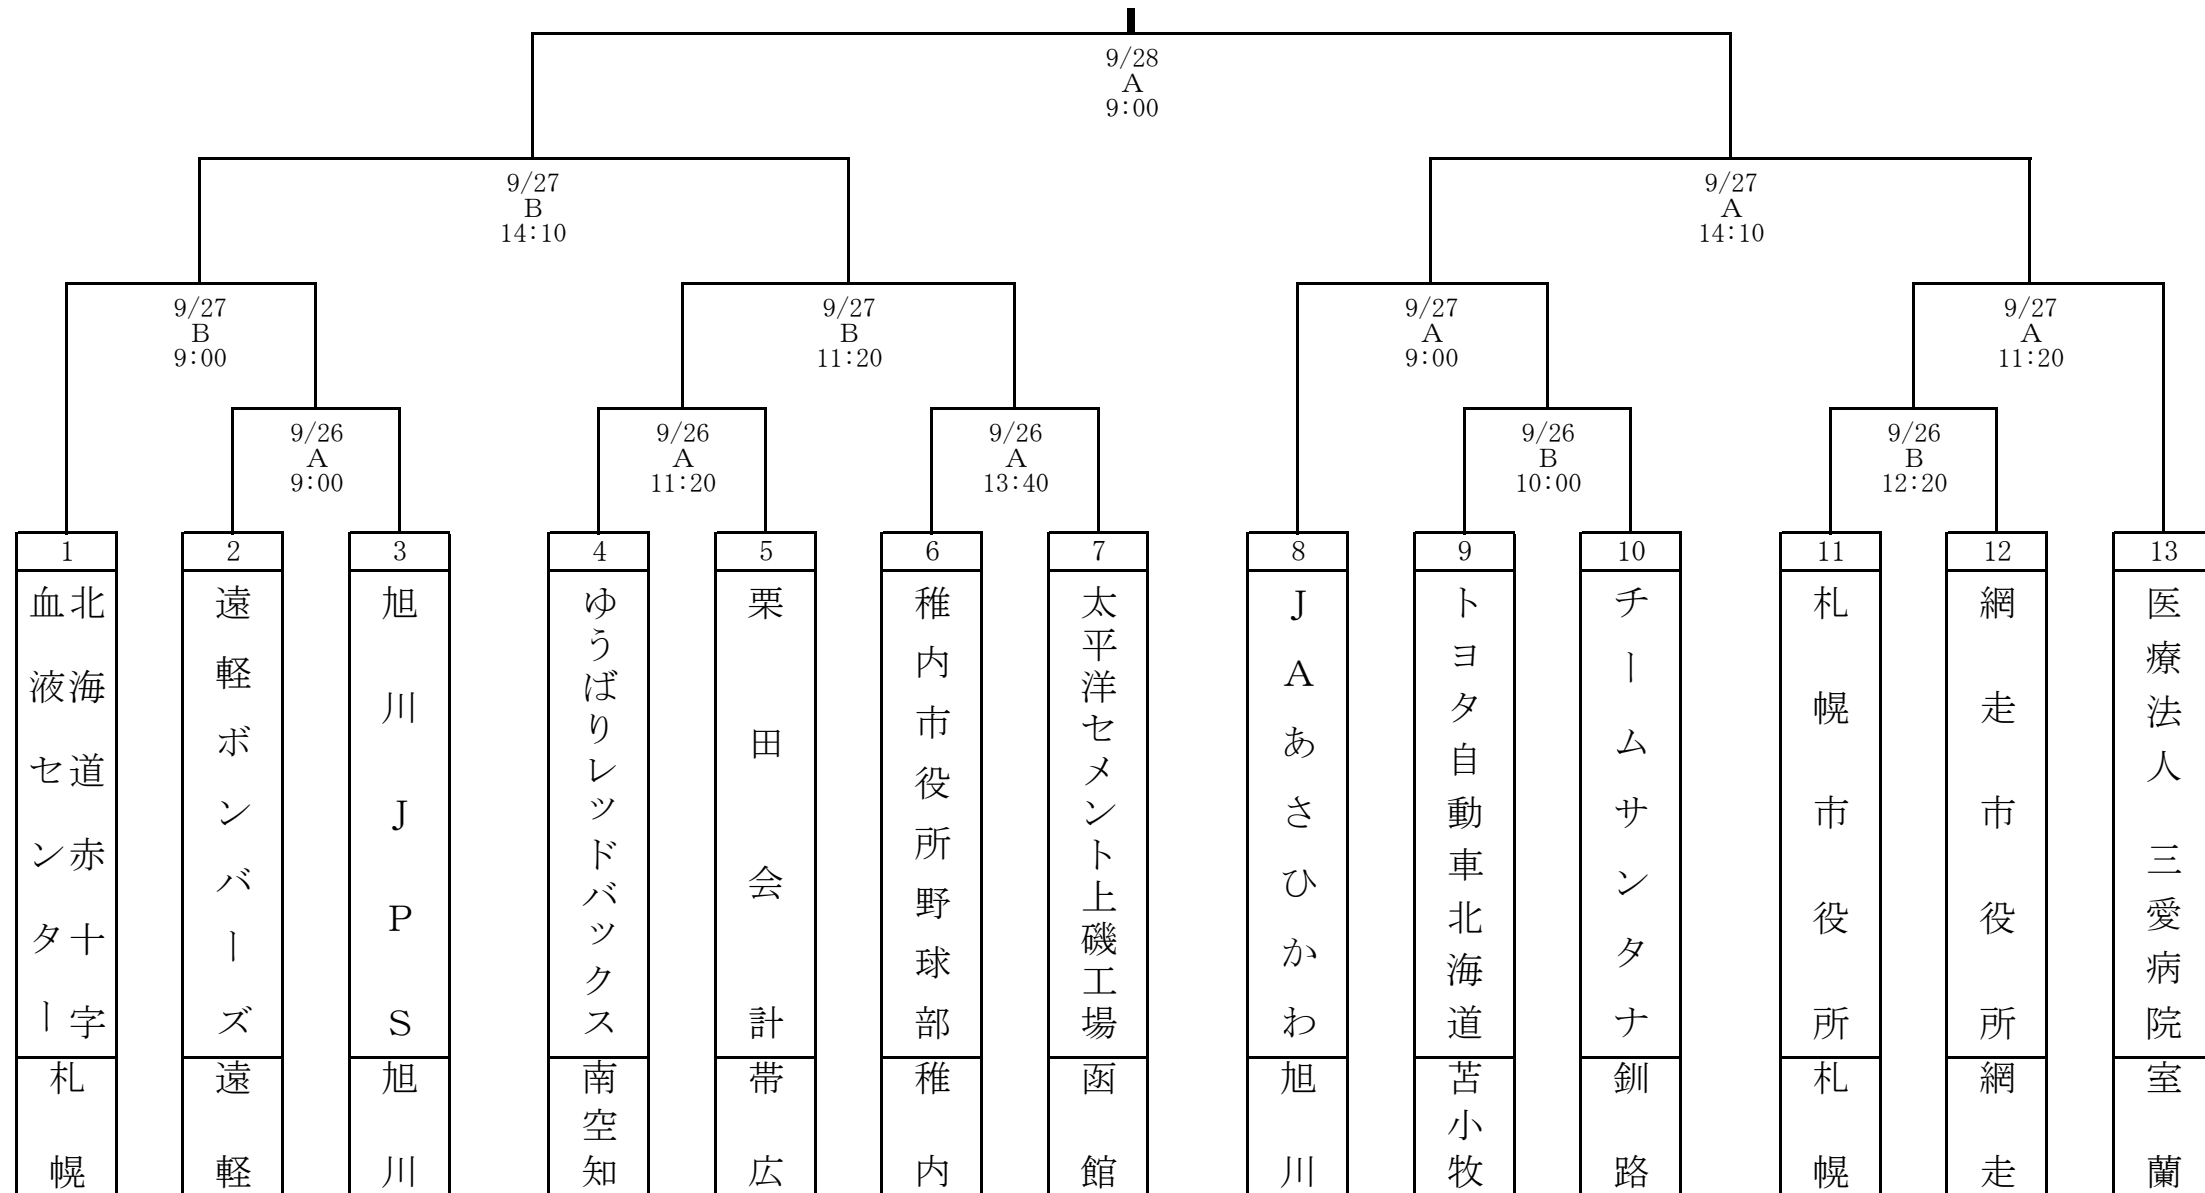 9/28
A
9:00
9/27
B
14:10
9/27
A
14:10
9/27
B
9:00
9/27
B
11:20
9/27
A
9:00
9/27
A
11:20
9/26
A
9:00
9/26
A
11:20
9/26
A
13:40
9/26
B
10:00
9/26
B
12:20
1
北海道赤十字
血液センター
札幌
2
遠軽ボンバーズ
遠軽
3
旭川JPS
旭川
4
ゆうばりレッドバックス
南空知
5
栗田会計
帯広
6
稚内市役所野球部
稚内
7
太平洋セメント上磯工場
函館
8
JAあさひかわ
旭川
9
トヨタ自動車北海道
苫小牧
10
チームサンタナ
釧路
11
札幌市役所
札幌
12
網走市役所
網走
13
医療法人 三愛病院
室蘭